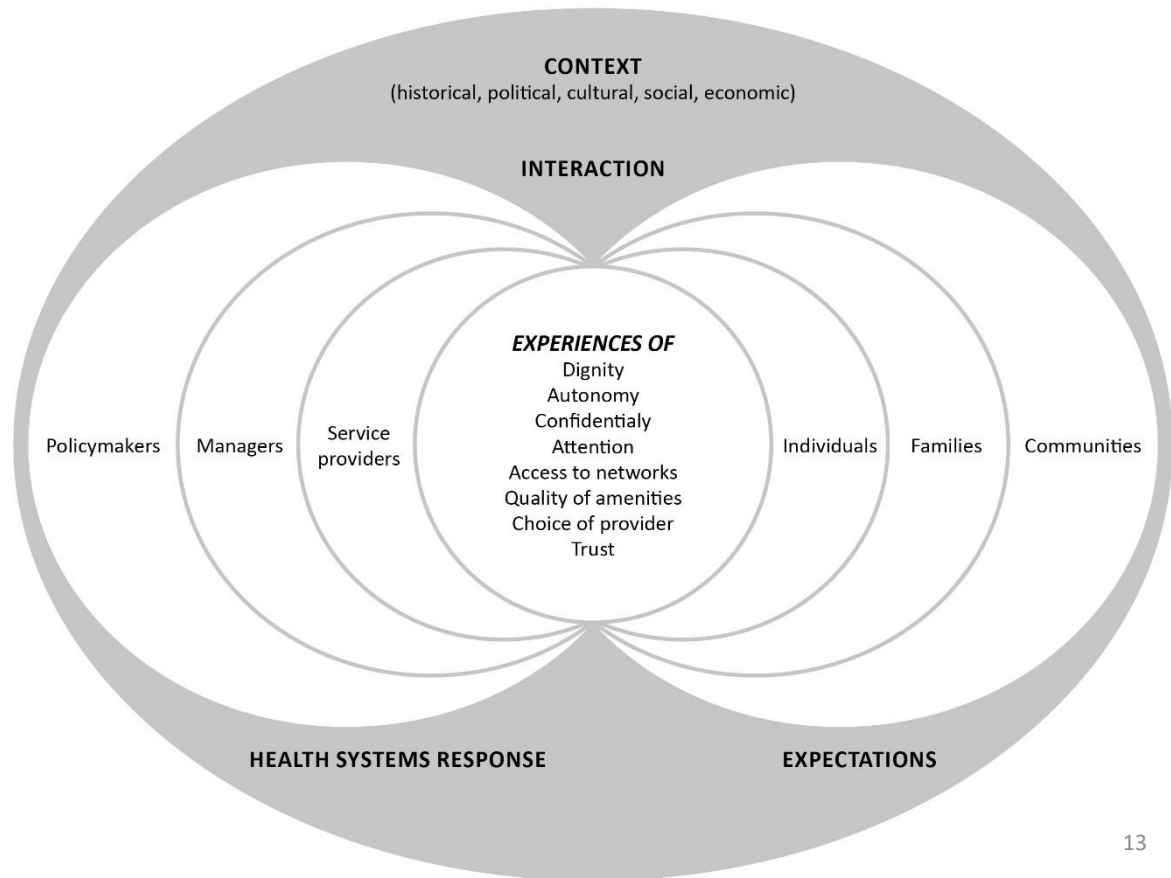 CONTEXT
(historical, political, cultural, social, economic)
INTERACTION
EXPERIENCES OF
Dignity
Autonomy
Confidentialy
Attention
Access to networks
Quality of amenities
Choice of provider
Trust
Policymakers
Managers
Service
providers
Individuals
Families
Communities
HEALTH SYSTEMS RESPONSE
EXPECTATIONS
13